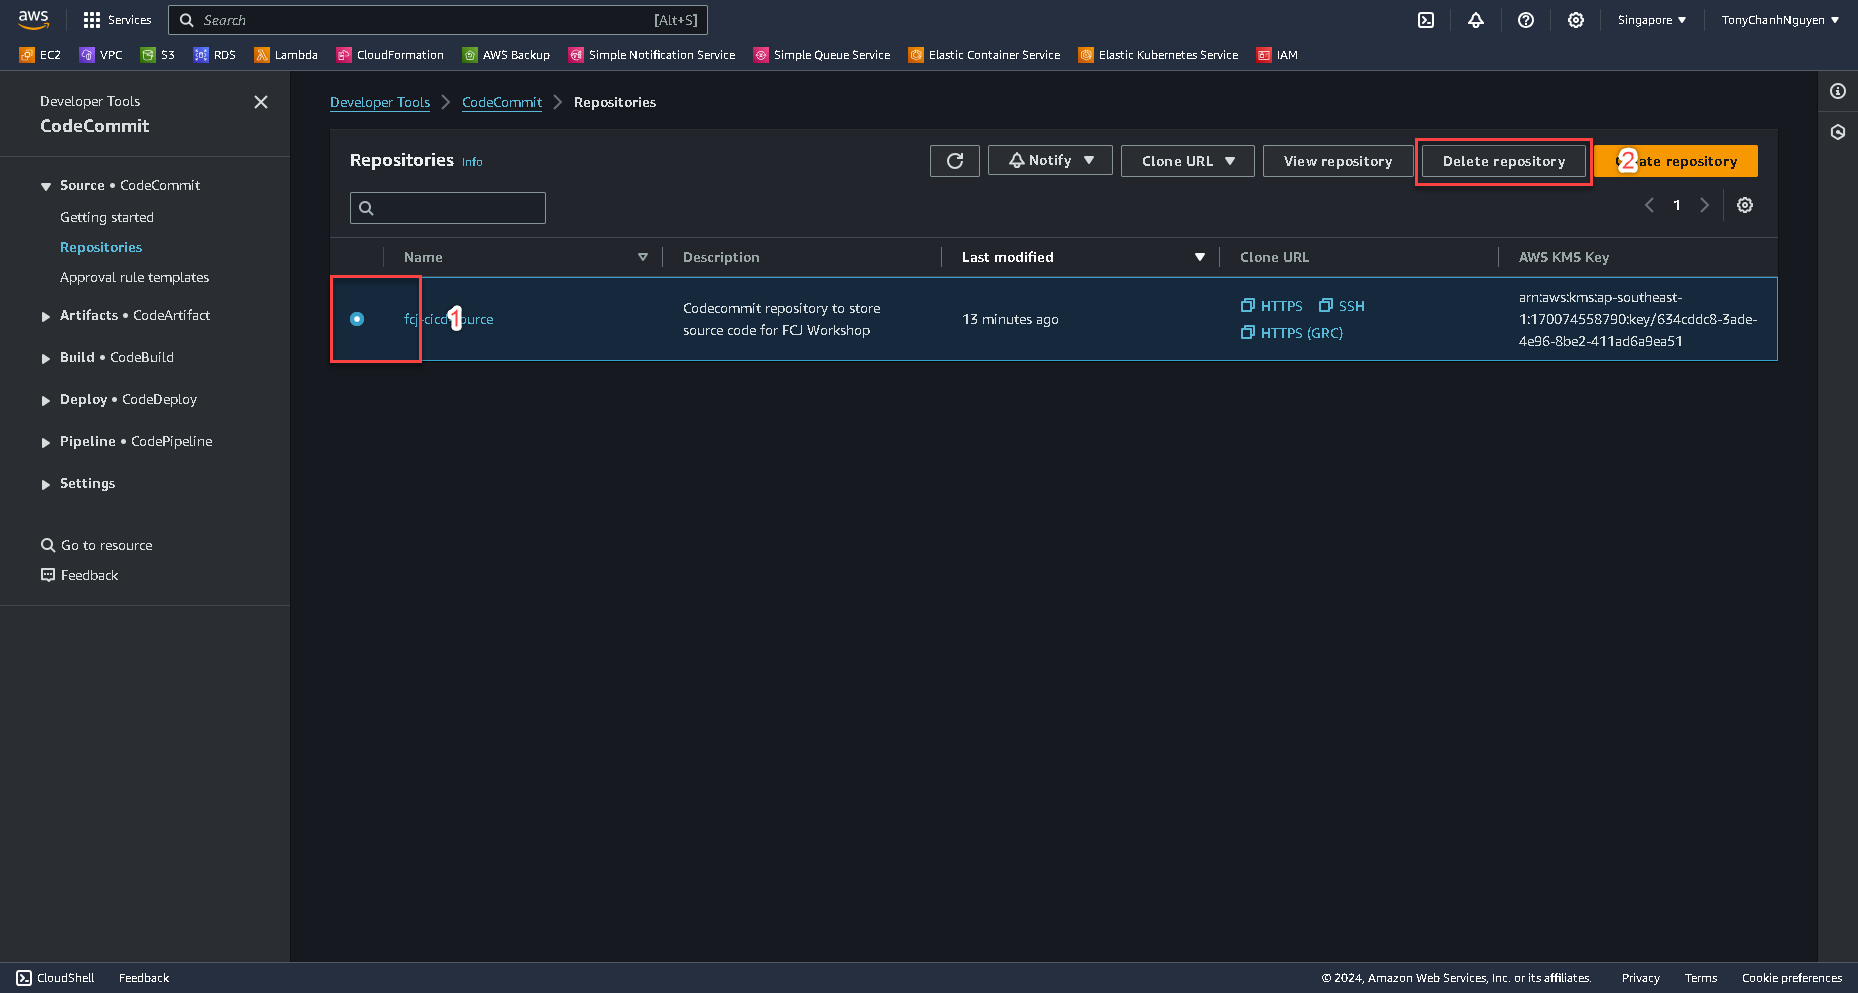 aws
Services
Search
[Alt+S]
Singapore
TonyChanhNguyen
EC2
VPC
S3
RDS
Lambda
CloudFormation
AWS Backup
Simple Notification Service
Simple Queue Service
Elastic Container Service
Elastic Kubernetes Service
IAM
Developer Tools
CodeCommit
Source • CodeCommit
Getting started
Repositories
Approval rule templates
Artifacts • CodeArtifact
Build • CodeBuild
Deploy • CodeDeploy
Pipeline • CodePipeline
Settings
Go to resource
Feedback
Developer Tools
CodeCommit
Repositories
Repositories Info
Notify
Clone URL
View repository
Delete repository
2
repository
1
Name
Description
Last modified
Clone URL
AWS KMS Key
1
Codecommit repository to store
source code for FCJ Workshop
13 minutes ago
HTTPS
SSH
HTTPS (GRC)
arn:aws:kms:ap-southeast-
1:170074558790:key/634cddc8-3ade-
4e96-8be2-411ad6a9ea51
CloudShell
Feedback
© 2024, Amazon Web Services, Inc. or its affiliates.
Privacy
Terms
Cookie preferences